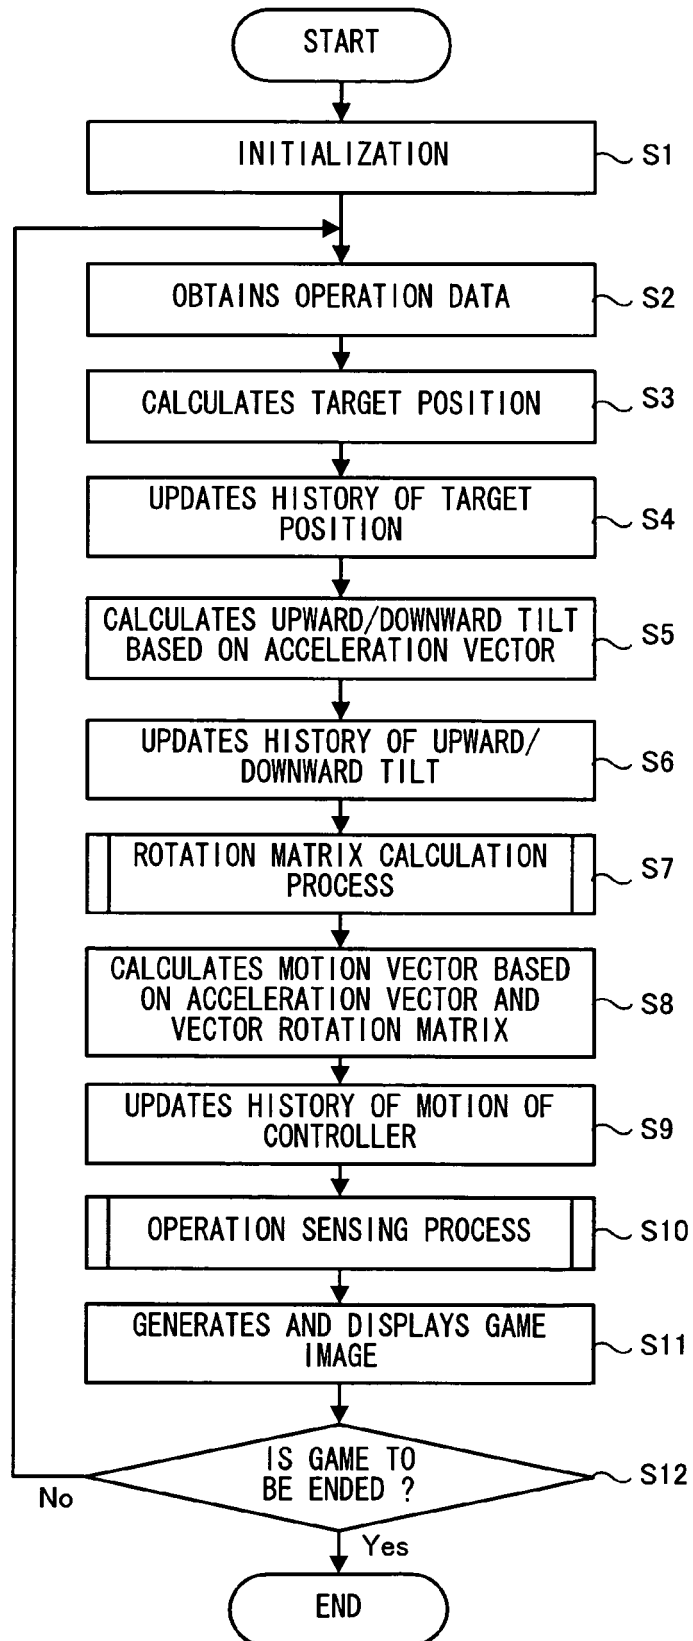 START
INITIALIZATION
S1
OBTAINS OPERATION DATA
S2
CALCULATES TARGET POSITION
S3
UPDATES HISTORY OF TARGET
POSITION
S4
CALCULATES UPWARD/DOWNWARD TILT
BASED ON ACCELERATION VECTOR
S5
UPDATES HISTORY OF UPWARD/
DOWNWARD TILT
S6
ROTATION MATRIX CALCULATION
PROCESS
S7
CALCULATES MOTION VECTOR BASED
ON ACCELERATION VECTOR AND
VECTOR ROTATION MATRIX
S8
UPDATES HISTORY OF MOTION OF
CONTROLLER
S9
OPERATION SENSING PROCESS
S10
GENERATES AND DISPLAYS GAME
IMAGE
S11
IS GAME TO
BE ENDED ?
S12
No
Yes
END